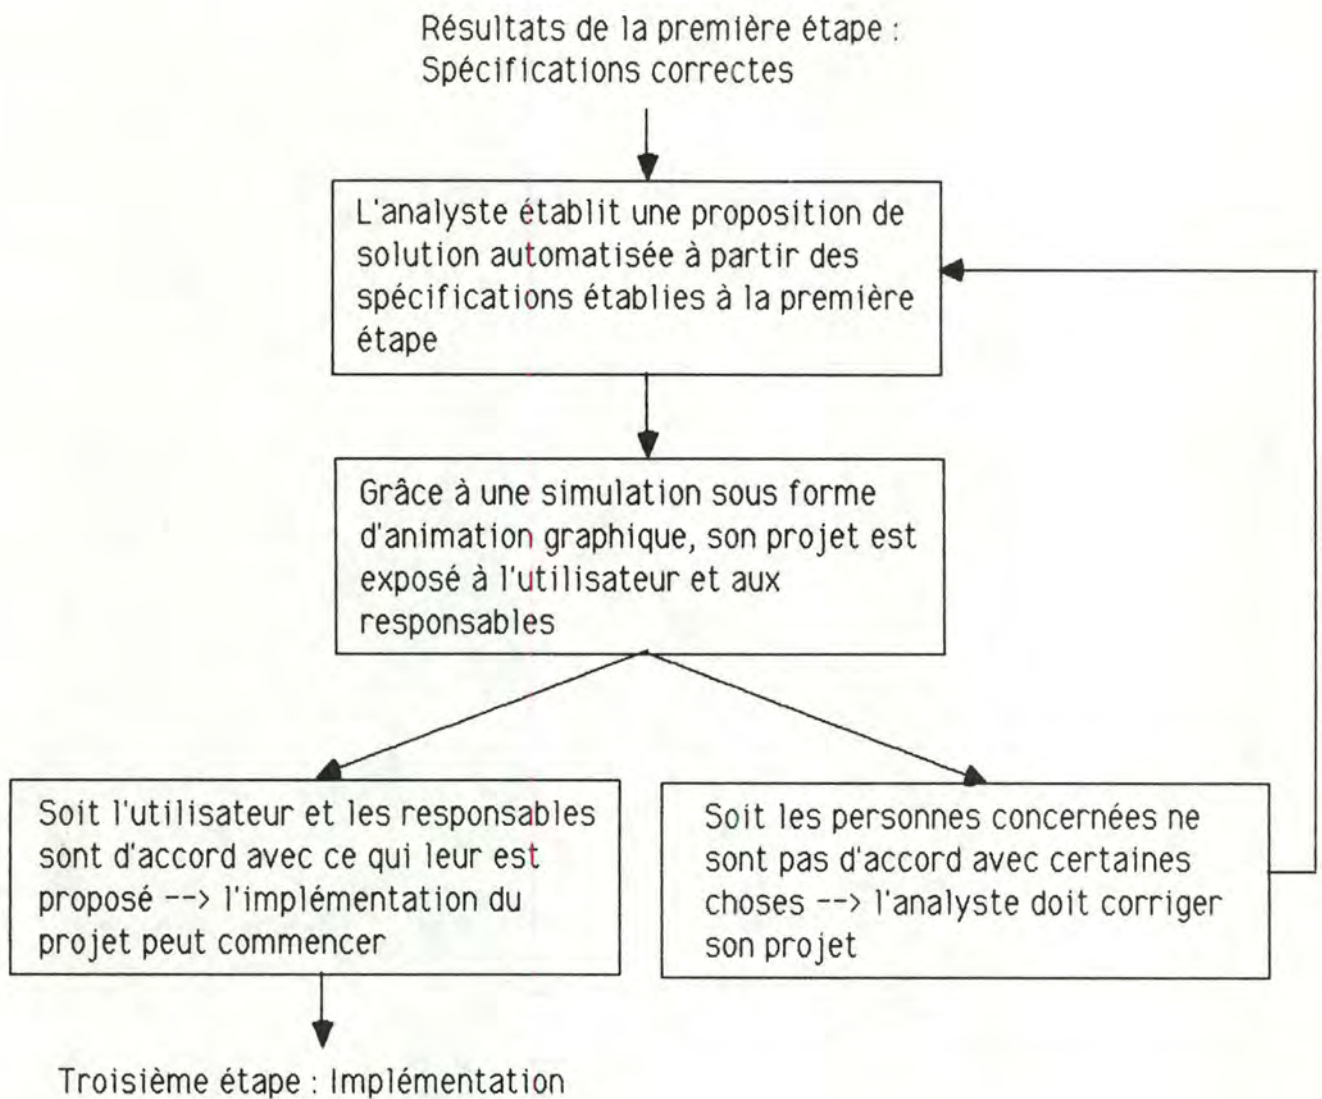 Résultats de la première étape :
Spécifications correctes
L'analyste établit une proposition de
solution automatisée à partir des
spécifications établies à la première
étape
Grâce à une simulation sous forme
d'animation graphique, son projet est
exposé à l'utilisateur et aux
responsables
Soit l'utilisateur et les responsables
sont d'accord avec ce qui leur est
proposé --> l'implémentation du
projet peut commencer
Soit les personnes concernées ne
sont pas d'accord avec certaines
choses --> l'analyste doit corriger
son projet
Troisième étape : Implémentation